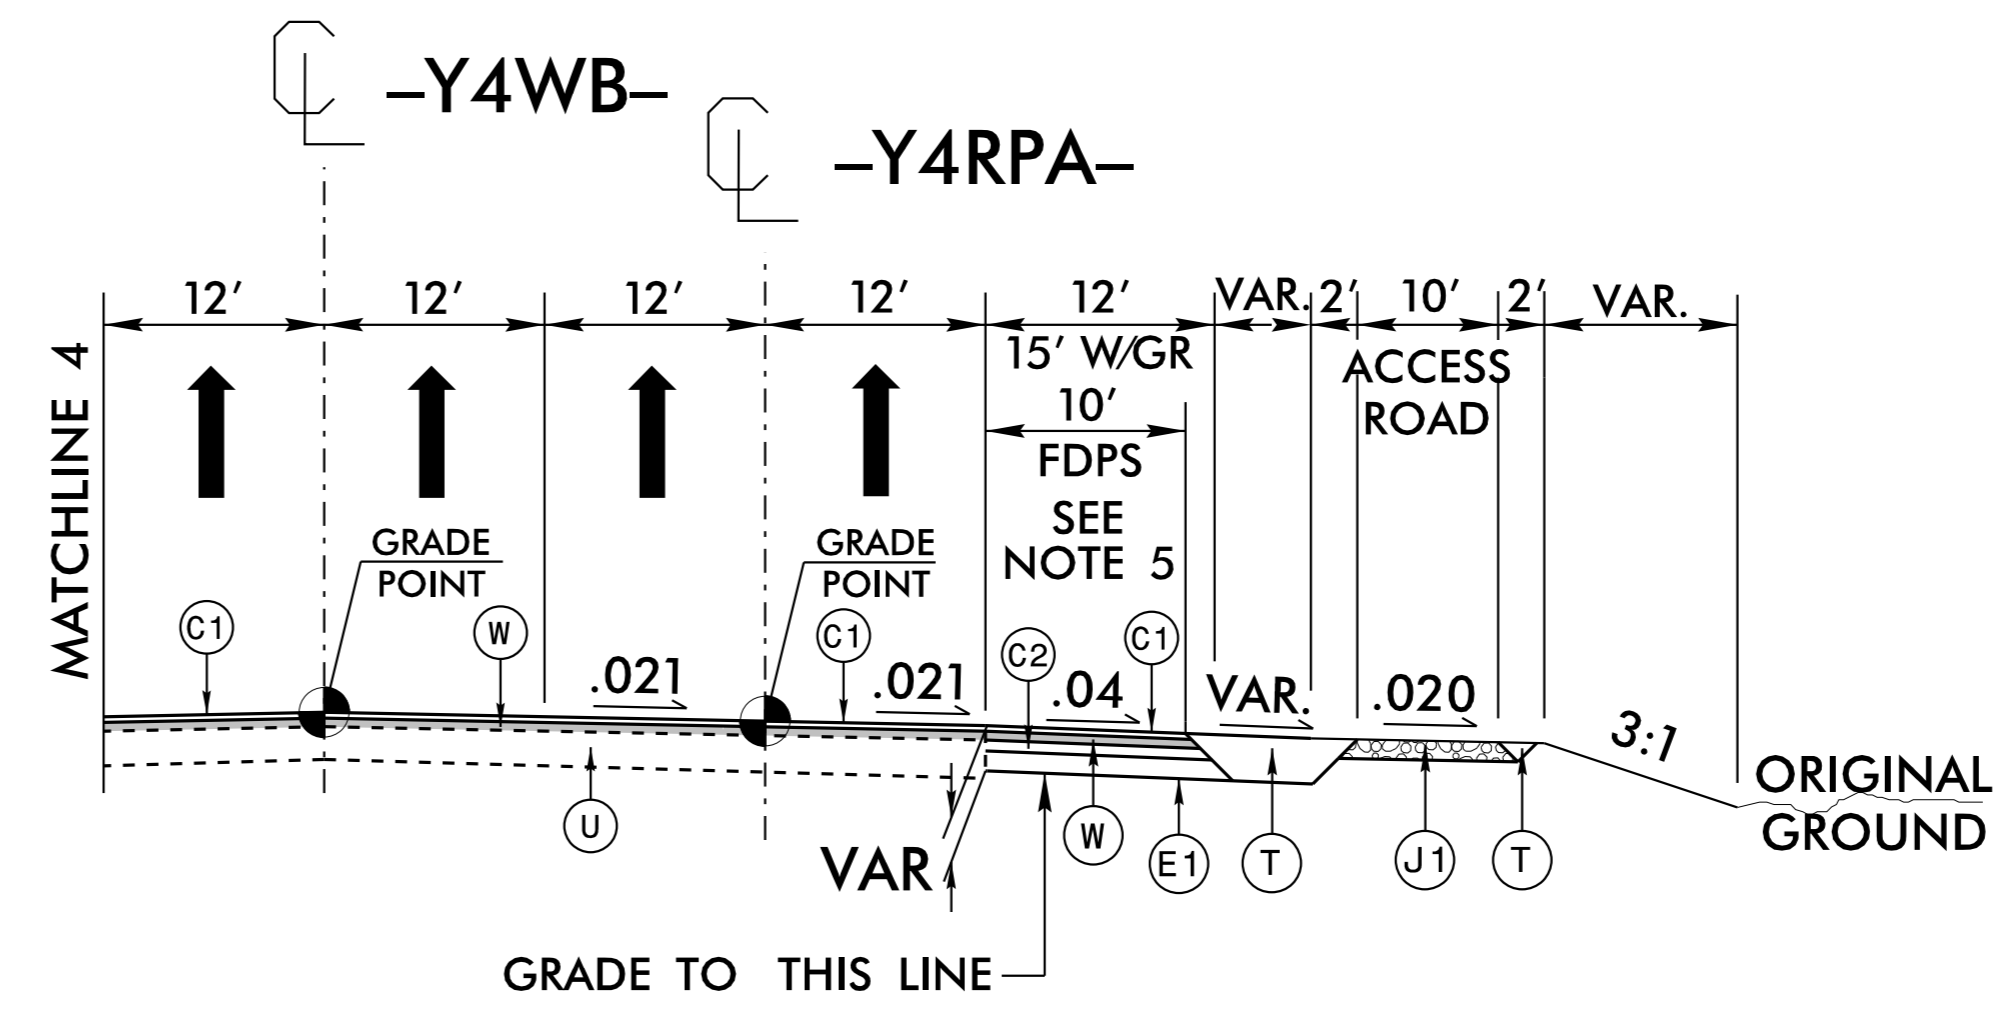 CL –Y4WB–
CL –Y4RPA–
12' 12' 12' 12' 12' VAR. 2' 10' 2' VAR.
15' W/GR
ACCESS
ROAD
10'
FDPS
SEE
NOTE 5
MATCHLINE 4
GRADE
POINT
GRADE
POINT
C1 W C1 C2 C1
.021 .021 .04 VAR. .020 3:1
ORIGINAL
GROUND
U W E1 T J1 T
VAR
GRADE TO THIS LINE